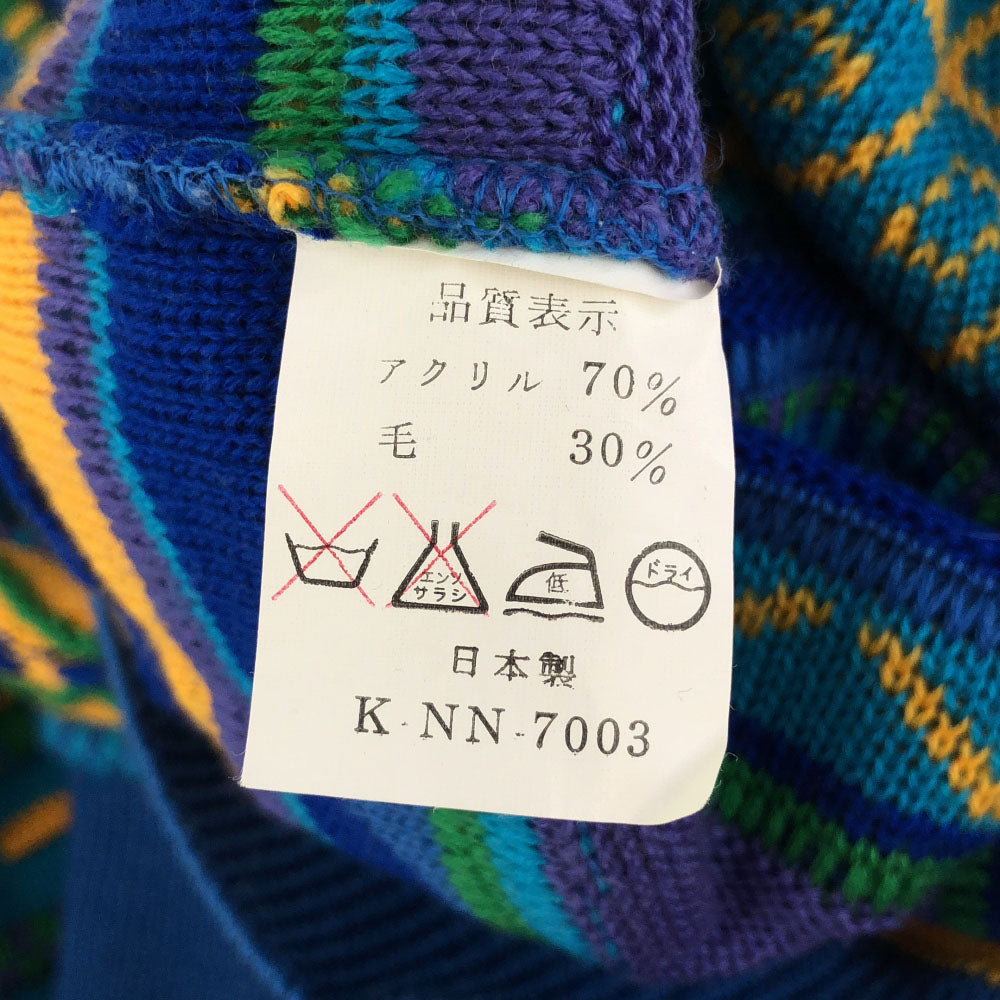 品質表示
アクリル 70%
毛 30%
エンソ
サラシ
低
ドライ
日本製
K-NN-7003